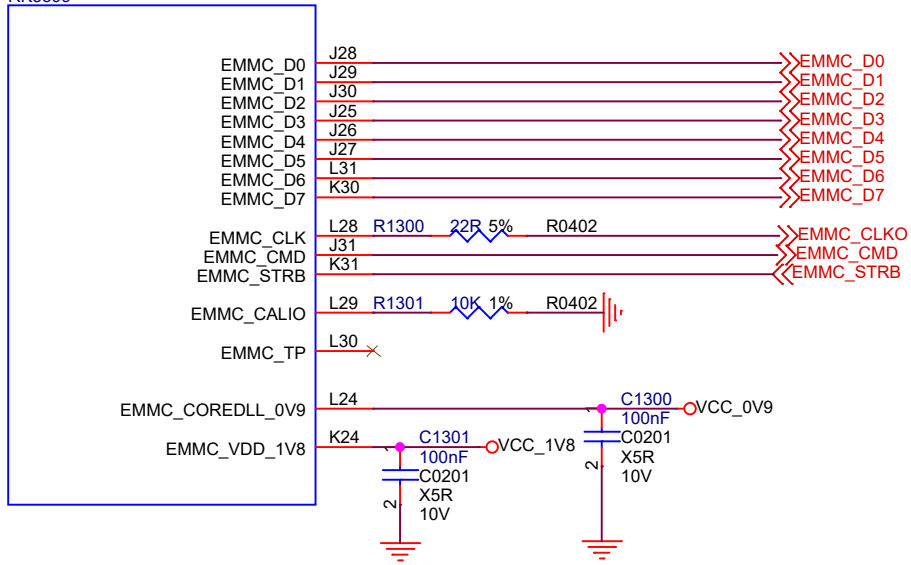 EMMC_D0 J28 EMMC_D0
EMMC_D1 J29 EMMC_D1
EMMC_D2 J30 EMMC_D2
EMMC_D3 J25 EMMC_D3
EMMC_D4 J26 EMMC_D4
EMMC_D5 J27 EMMC_D5
EMMC_D6 L31 EMMC_D6
EMMC_D7 K30 EMMC_D7
EMMC_CLK L28 R1300 22R 5% R0402 EMMC_CLKO
EMMC_CMD J31 EMMC_CMD
EMMC_STRB K31 EMMC_STRB
EMMC_CALIO L29 R1301 10K 1% R0402
EMMC_TP L30
EMMC_COREDLL_0V9 L24 1 C1300 VCC_0V9
100nF
C0201
2 X5R
10V
EMMC_VDD_1V8 K24 1 C1301 VCC_1V8
100nF
C0201
2 X5R
10V